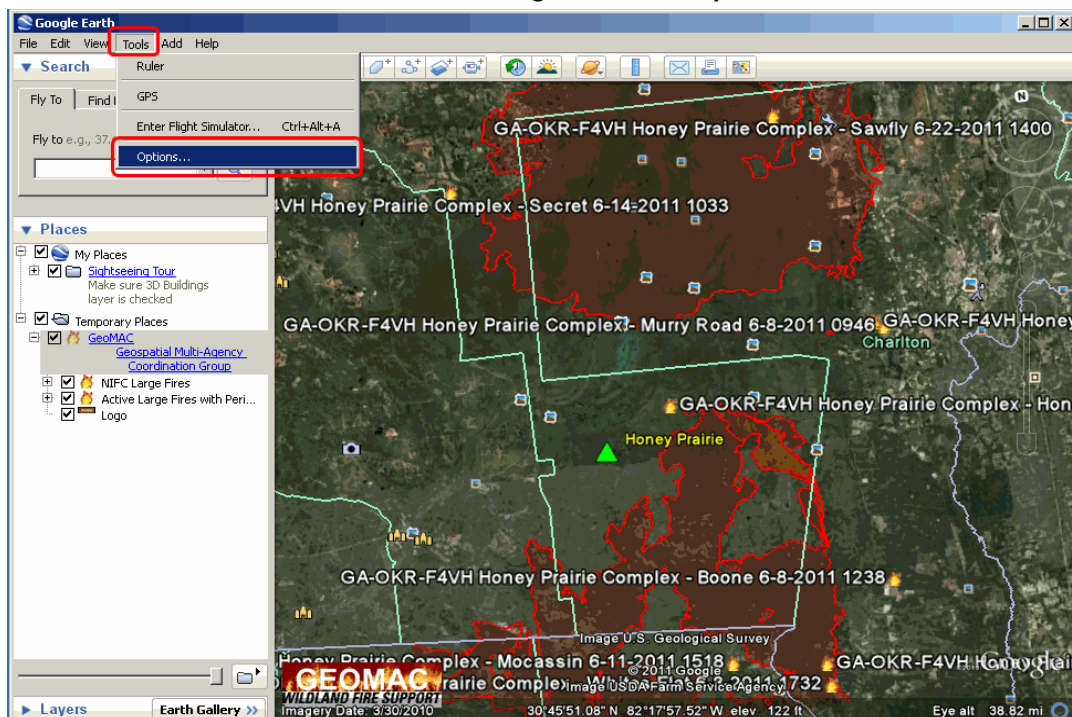 Google Earth
File Edit View Tools Add Help
Search
Ruler
GPS
Enter Flight Simulator... Ctrl+Alt+A
Options...
Fly To
Find
Fly to e.g., 37.
Places
My Places
Sightseeing Tour
Make sure 3D Buildings
layer is checked
Temporary Places
GeoMAC
Geospatial Multi-Agency
Coordination Group
NIFC Large Fires
Active Large Fires with Peri...
Logo
Layers
Earth Gallery >>
N
GA-OKR-F4VH Honey Prairie Complex - Sawfly 6-22-2011 1400
VH Honey Prairie Complex - Secret 6-14-2011 1033
GA-OKR-F4VH Honey Prairie Complex - Murry Road 6-8-2011 0946
GA-OKR-F4VH Honey
Charlton
GA-OKR-F4VH Honey Prairie Complex - Hon
Honey Prairie
GA-OKR-F4VH Honey Prairie Complex - Boone 6-8-2011 1238
Image U.S. Geological Survey
Honey Prairie Complex - Mocassin 6-11-2011 1518
GA-OKR-F4VH Honey Prai
© 2011 Google
rairie Complex 1732
Image USDA Farm Service Agency
GEOMAC
WILDLAND FIRE SUPPORT
Imagery Date: 3/30/2010
30°45'51.08" N 82°17'57.52" W elev 122 ft
Eye alt 38.82 mi